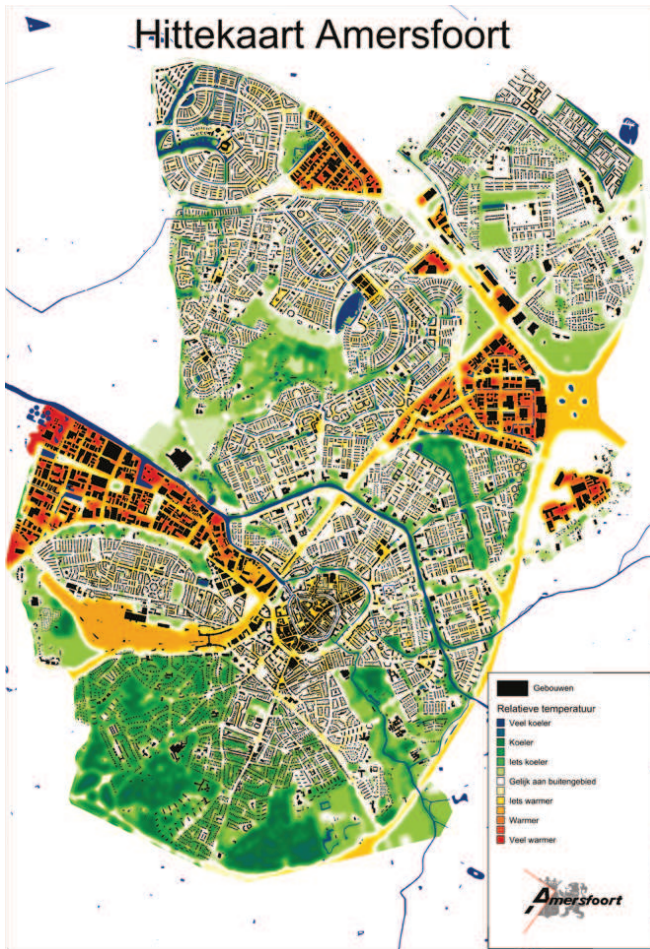 Hittekaart Amersfoort
Gebouwen
Relatieve temperatuur
Veel koeler
Koeler
Iets koeler
Gelijk aan buitengebied
Iets warmer
Warmer
Veel warmer
Amersfoort